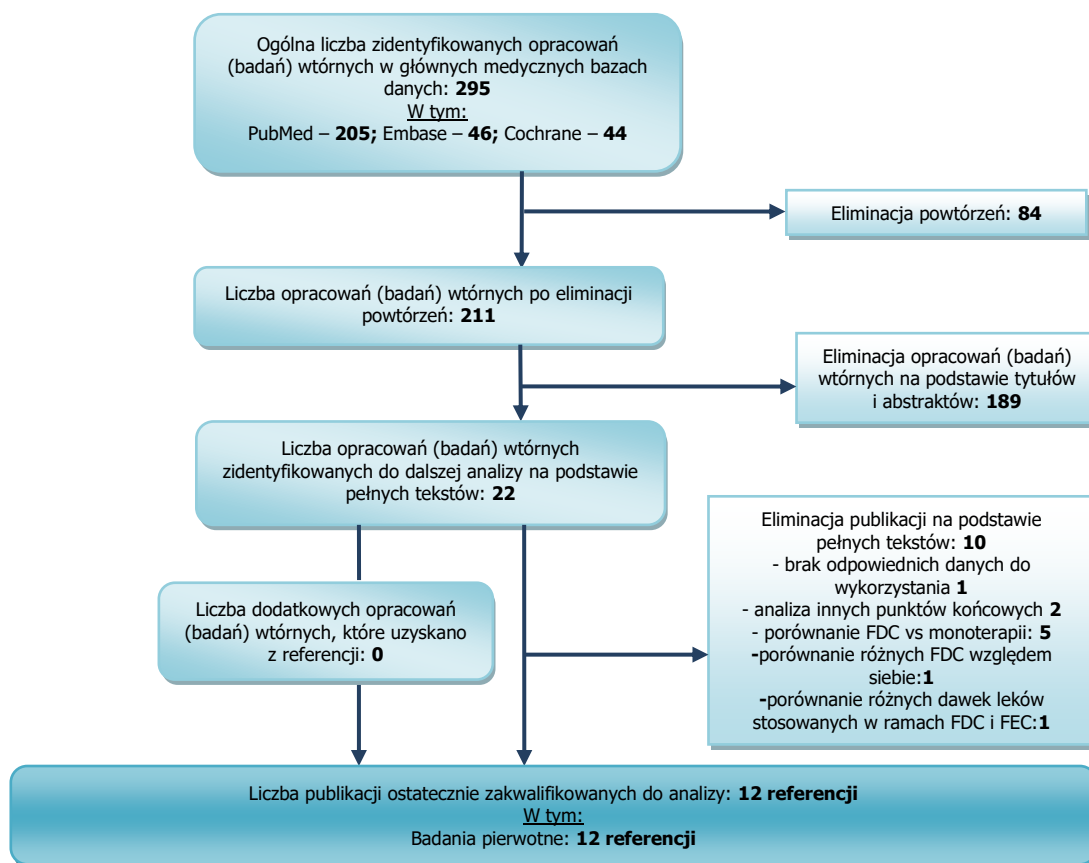 Ogólna liczba zidentyfikowanych opracowań
(badań) wtórnych w głównych medycznych bazach
danych: 295
W tym:
PubMed – 205; Embase – 46; Cochrane – 44
Eliminacja powtórzeń: 84
Liczba opracowań (badań) wtórnych po eliminacji
powtórzeń: 211
Eliminacja opracowań (badań)
wtórnych na podstawie tytułów
i abstraktów: 189
Liczba opracowań (badań) wtórnych
zidentyfikowanych do dalszej analizy na podstawie
pełnych tekstów: 22
Eliminacja publikacji na podstawie
pełnych tekstów: 10
- brak odpowiednich danych do
wykorzystania 1
- analiza innych punktów końcowych 2
- porównanie FDC vs monoterapii: 5
-porównanie różnych FDC względem
siebie:1
-porównanie różnych dawek leków
stosowanych w ramach FDC i FEC:1
Liczba dodatkowych opracowań
(badań) wtórnych, które uzyskano
z referencji: 0
Liczba publikacji ostatecznie zakwalifikowanych do analizy: 12 referencji
W tym:
Badania pierwotne: 12 referencji